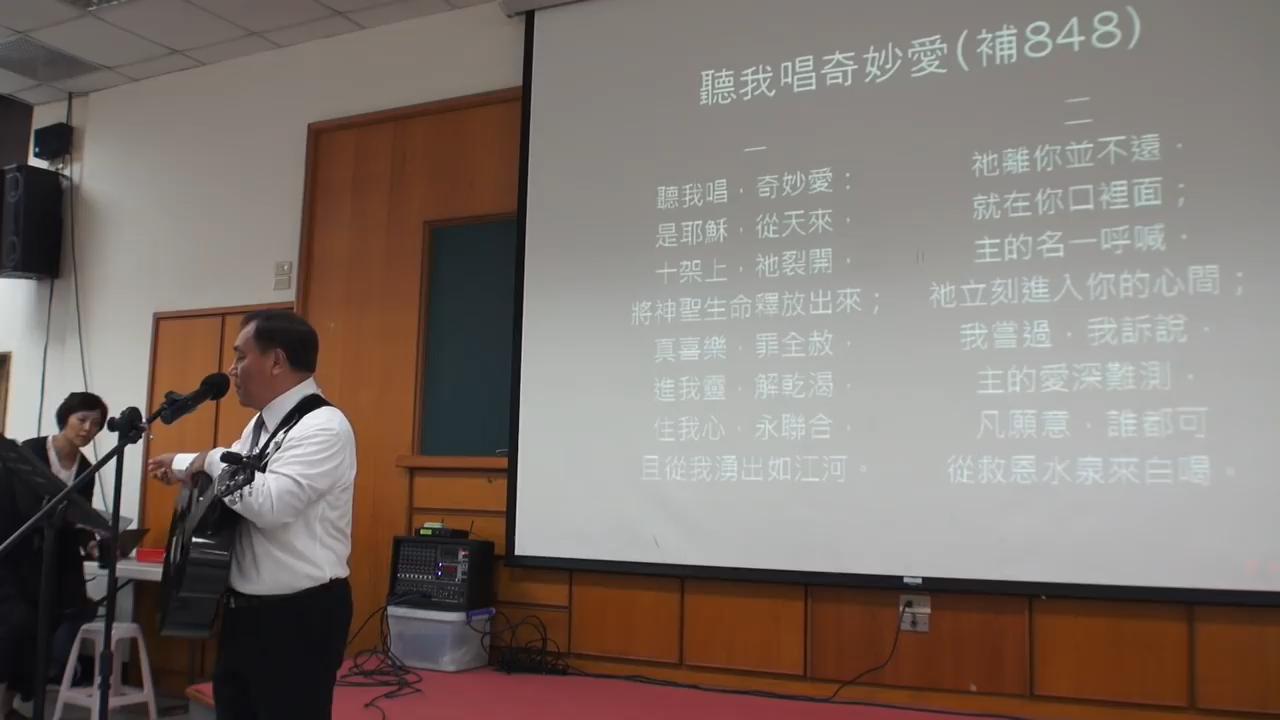 聽我唱奇妙愛(補848)
一
聽我唱，奇妙愛；
是耶穌，從天來，
十架上，祂裂開，
將神聖生命釋放出來；
真喜樂，罪全赦，
進我靈，解乾渴，
住我心，永聯合，
且從我湧出如江河。
二
祂離你並不遠，
就在你口裡面；
主的名一呼喊，
祂立刻進入你的心間；
我嘗過，我訴說，
主的愛深難測，
凡願意，誰都可
從救恩水泉來白喝。